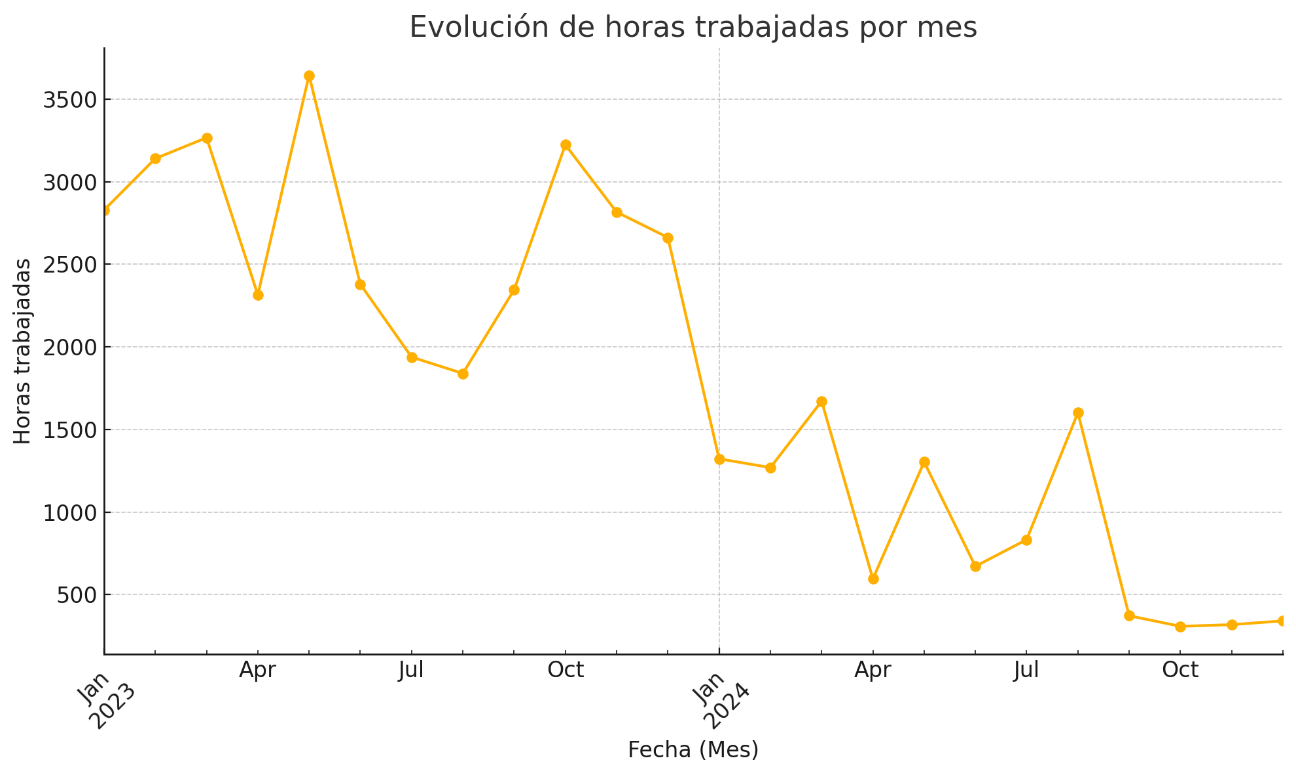 Evolución de horas trabajadas por mes
Horas trabajadas
3500
3000
2500
2000
1500
1000
500
Jan
2023
Apr
Jul
Oct
Jan
2024
Apr
Jul
Oct
Fecha (Mes)